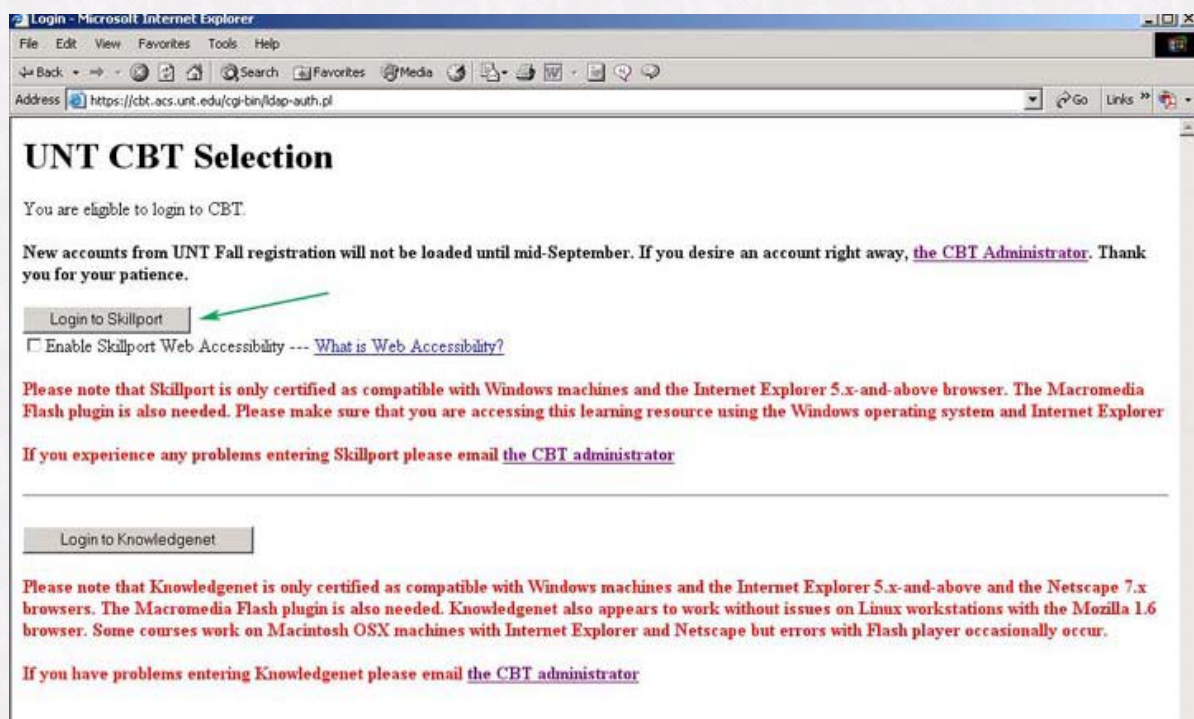 Login - Microsoft Internet Explorer
File Edit View Favorites Tools Help
Back Search Favorites Media
Address https://cbt.acs.unt.edu/cgi-bin/ldap-auth.pl Go Links »
UNT CBT Selection
You are eligible to login to CBT.
New accounts from UNT Fall registration will not be loaded until mid-September. If you desire an account right away, the CBT Administrator. Thank
you for your patience.
Login to Skillport
Enable Skillport Web Accessibility --- What is Web Accessibility?
Please note that Skillport is only certified as compatible with Windows machines and the Internet Explorer 5.x-and-above browser. The Macromedia
Flash plugin is also needed. Please make sure that you are accessing this learning resource using the Windows operating system and Internet Explorer
If you experience any problems entering Skillport please email the CBT administrator
Login to Knowledgenet
Please note that Knowledgenet is only certified as compatible with Windows machines and the Internet Explorer 5.x-and-above and the Netscape 7.x
browsers. The Macromedia Flash plugin is also needed. Knowledgenet also appears to work without issues on Linux workstations with the Mozilla 1.6
browser. Some courses work on Macintosh OSX machines with Internet Explorer and Netscape but errors with Flash player occasionally occur.
If you have problems entering Knowledgenet please email the CBT administrator